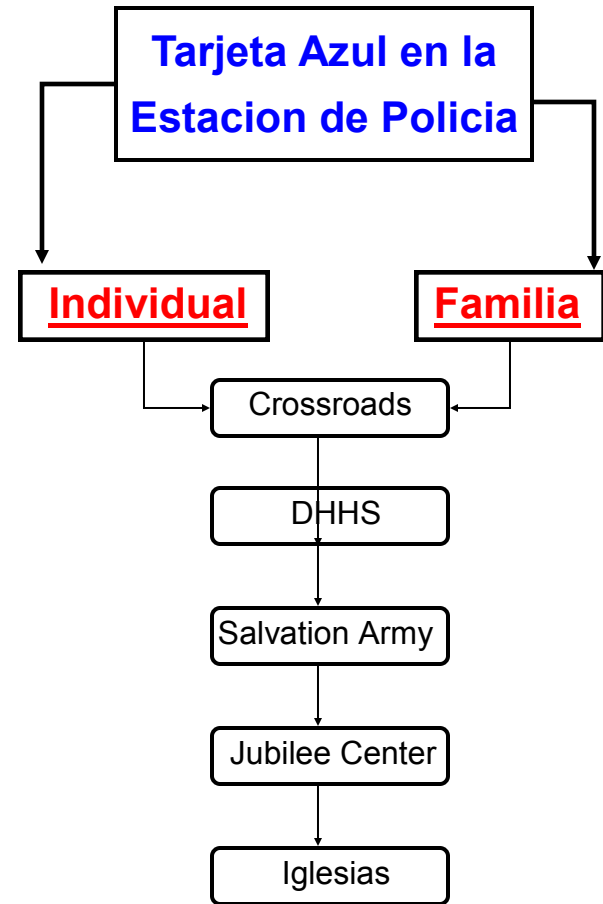 Tarjeta Azul en la
Estacion de Policia
Individual
Familia
Crossroads
DHHS
Salvation Army
Jubilee Center
Iglesias